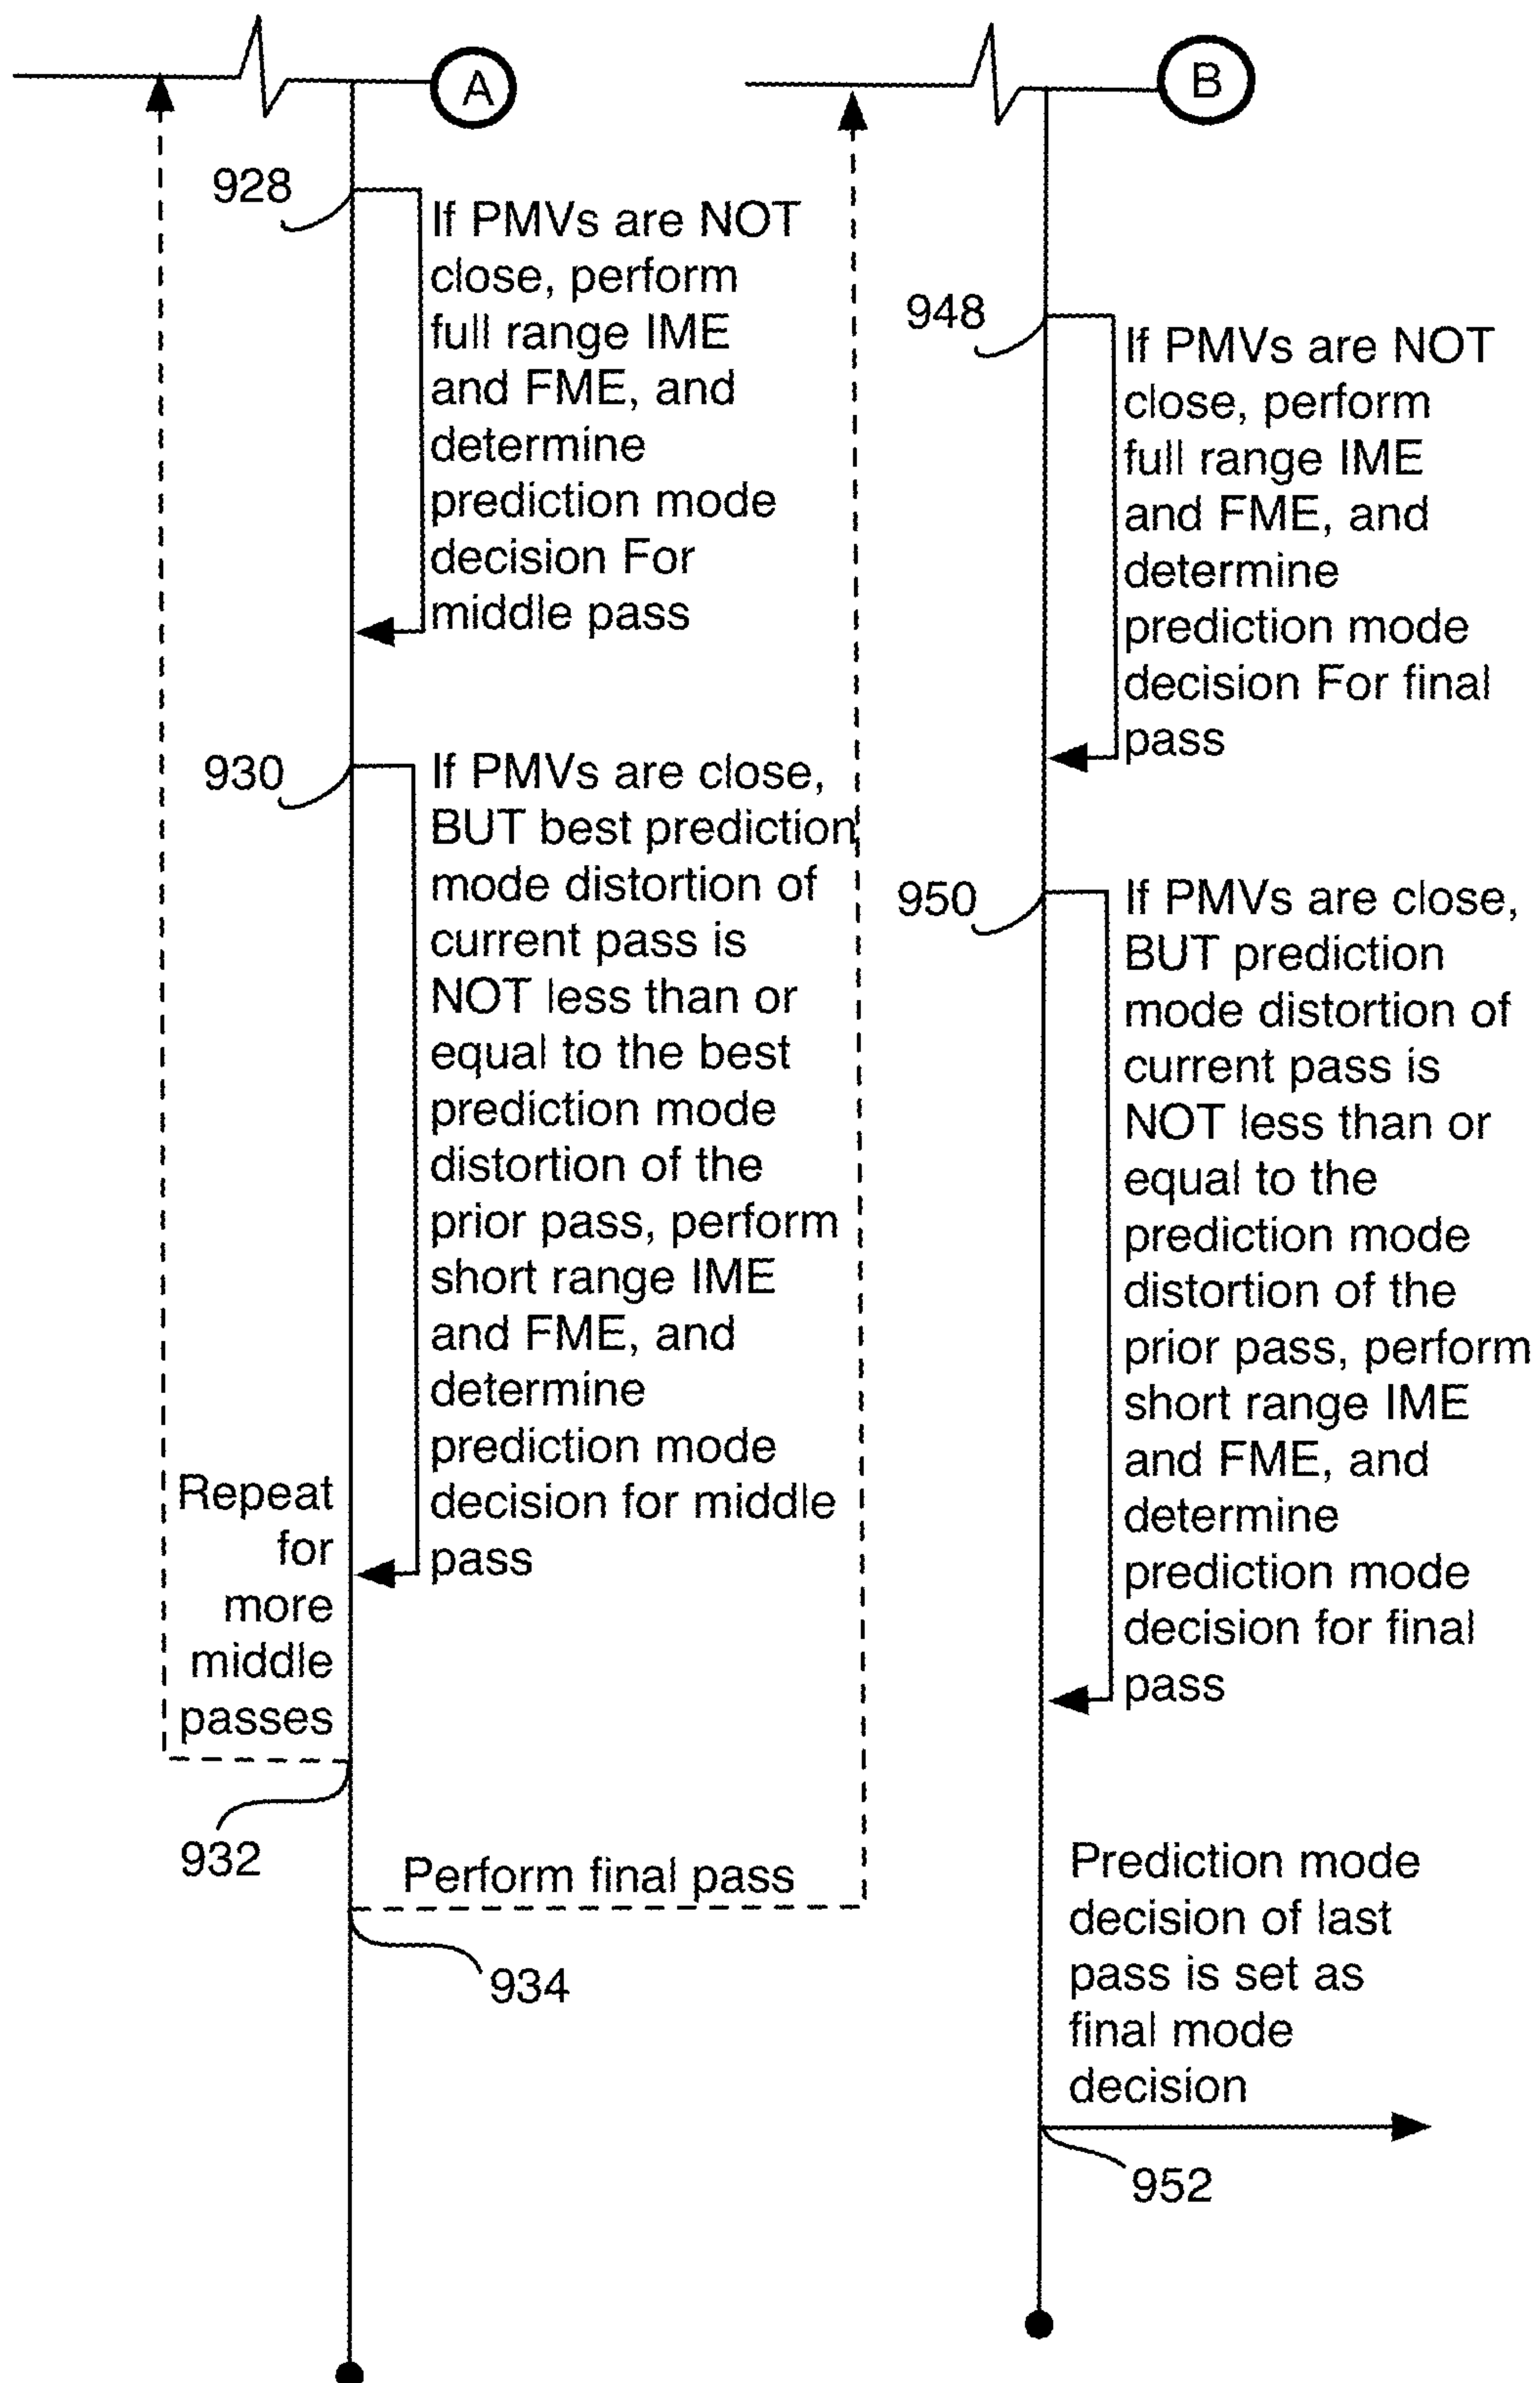 A
928
If PMVs are NOT
close, perform
full range IME
and FME, and
determine
prediction mode
decision For
middle pass
930
If PMVs are close,
BUT best prediction
mode distortion of
current pass is
NOT less than or
equal to the best
prediction mode
distortion of the
prior pass, perform
short range IME
and FME, and
determine
prediction mode
decision for middle
pass
Repeat
for
more
middle
passes
932
Perform final pass
934
B
948
If PMVs are NOT
close, perform
full range IME
and FME, and
determine
prediction mode
decision For final
pass
950
If PMVs are close,
BUT prediction
mode distortion of
current pass is
NOT less than or
equal to the
prediction mode
distortion of the
prior pass, perform
short range IME
and FME, and
determine
prediction mode
decision for final
pass
Prediction mode
decision of last
pass is set as
final mode
decision
952